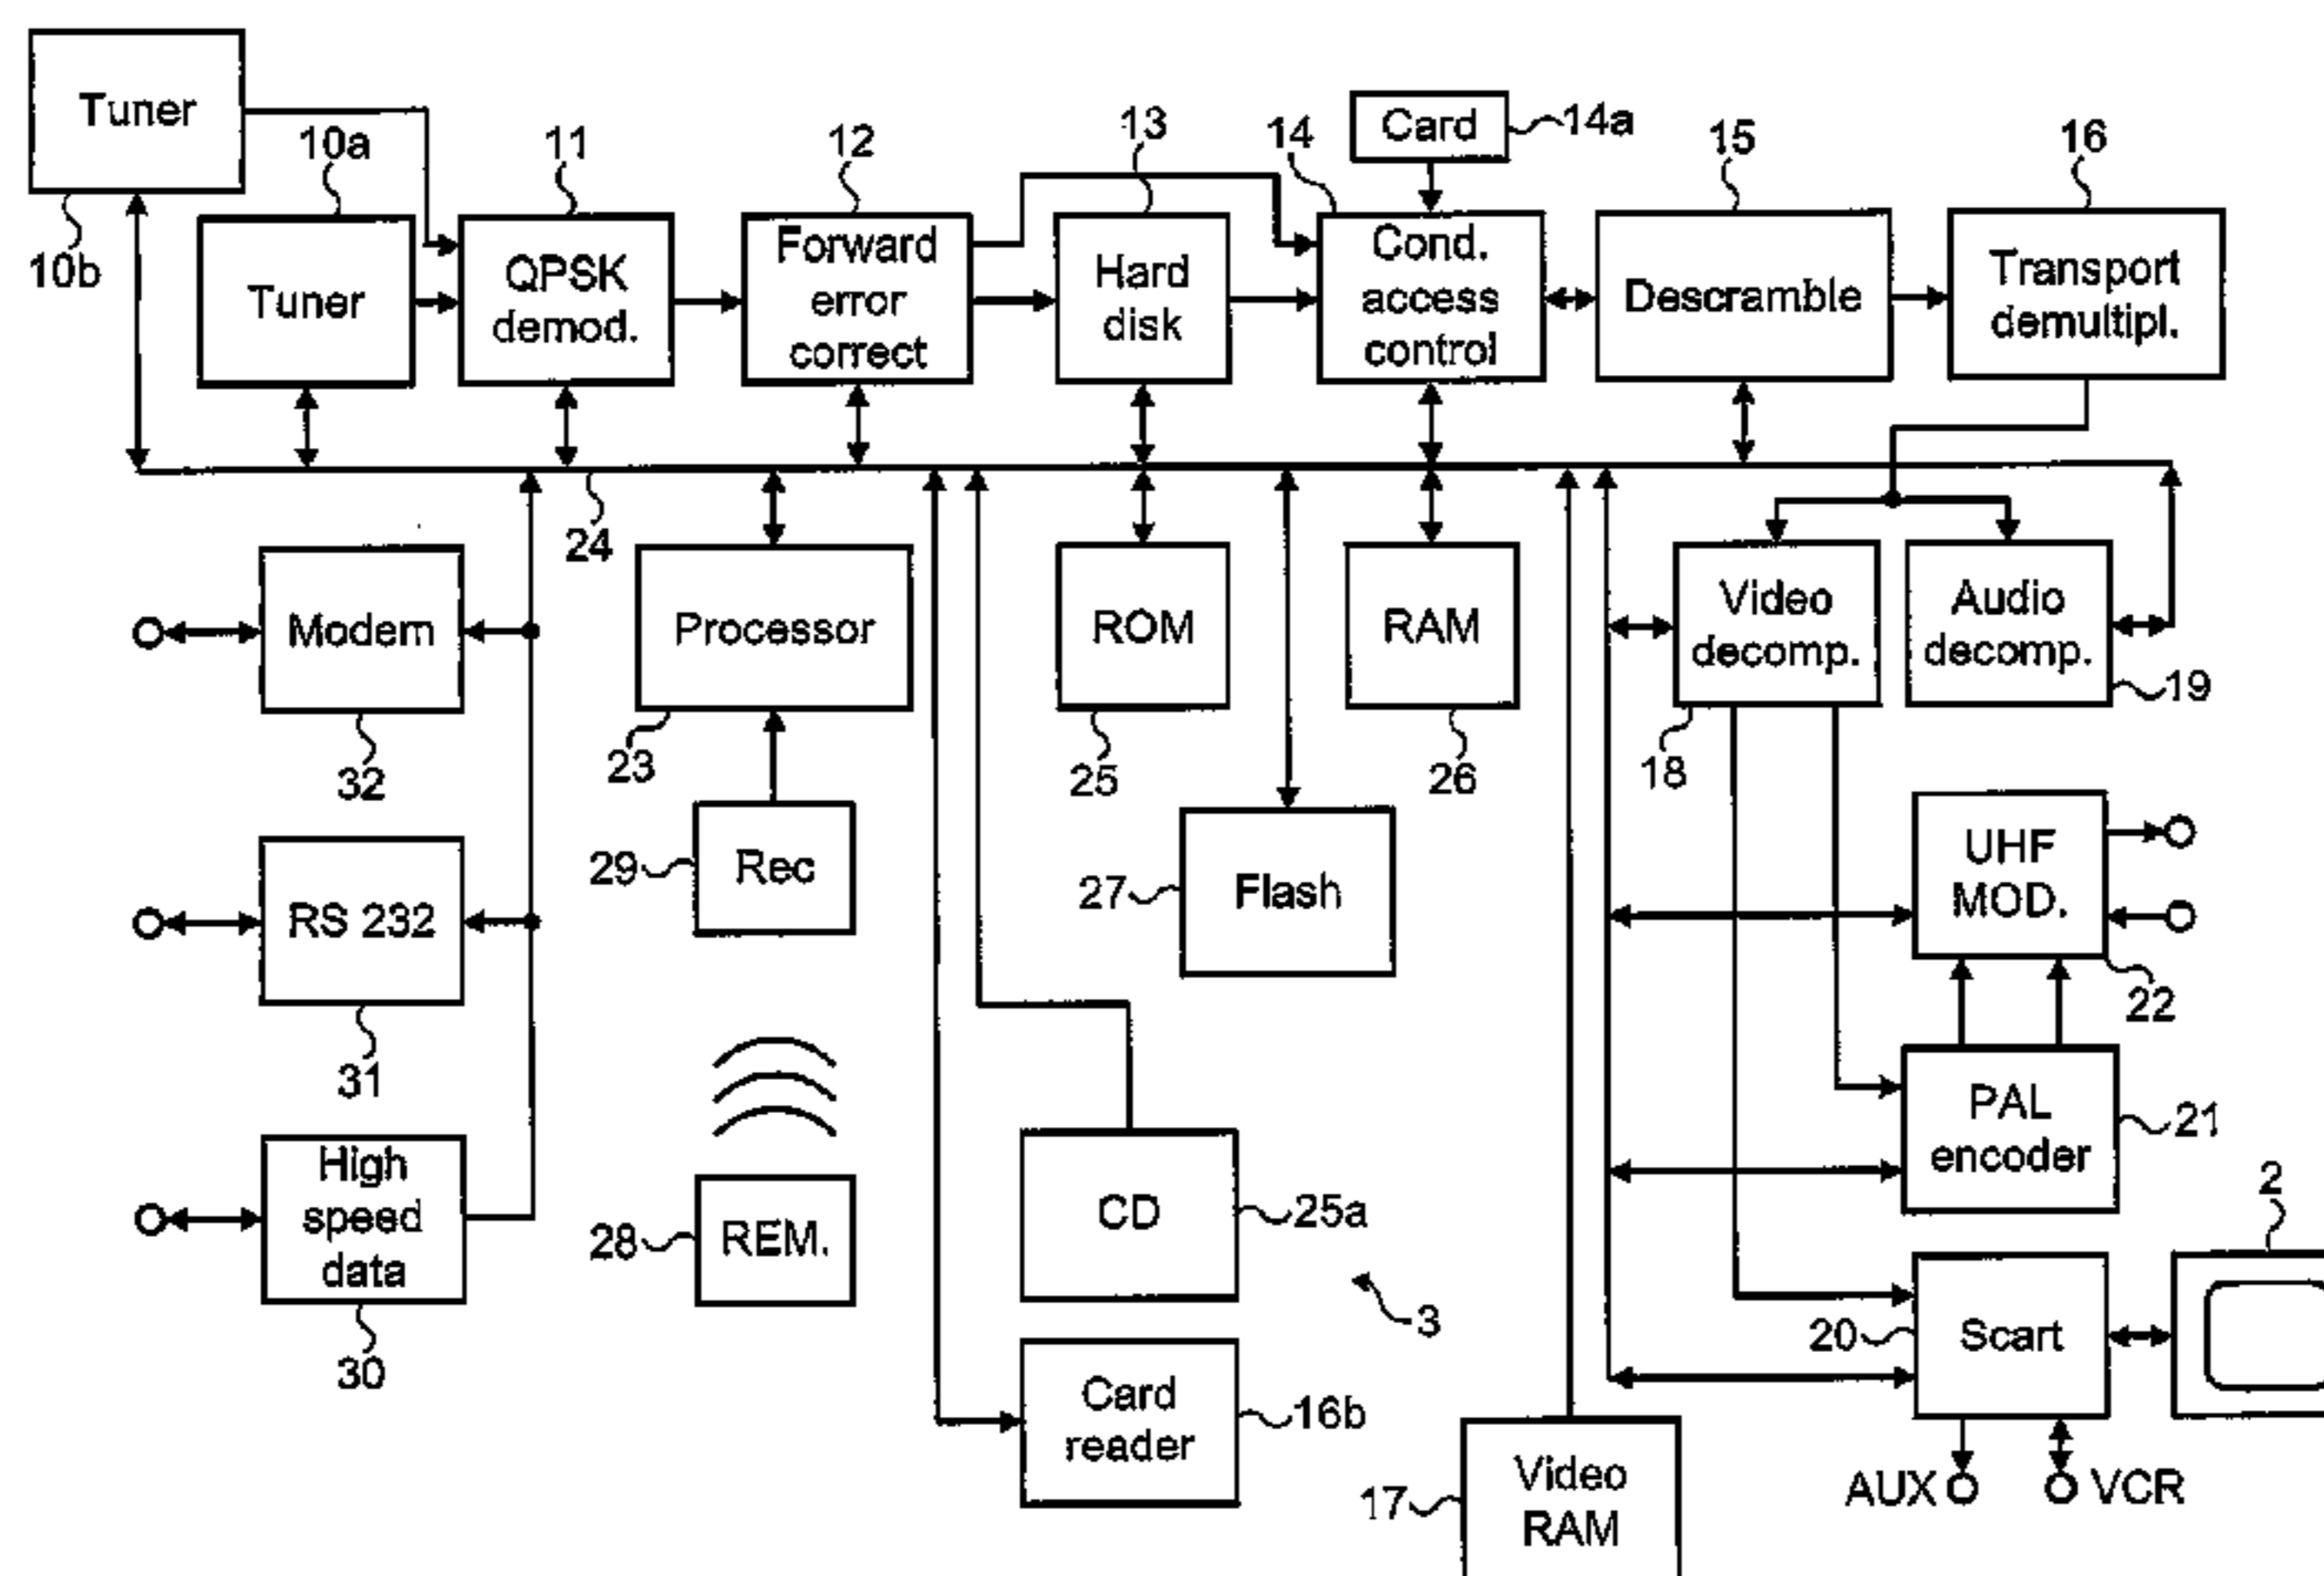 Tuner
10a
11
12
13
14
Card
14a
15
16
10b
Tuner
QPSK
demod.
Forward
error
correct
Hard
disk
Cond.
access
control
Descramble
Transport
demultipl.
24
Modem
32
Processor
23
ROM
25
RAM
26
Video
decomp.
18
Audio
decomp.
19
29
Rec
27
Flash
UHF
MOD.
22
RS 232
31
PAL
encoder
21
High
speed
data
30
28
REM.
CD
25a
3
2
20
Scart
Card
reader
16b
17
Video
RAM
AUX
VCR